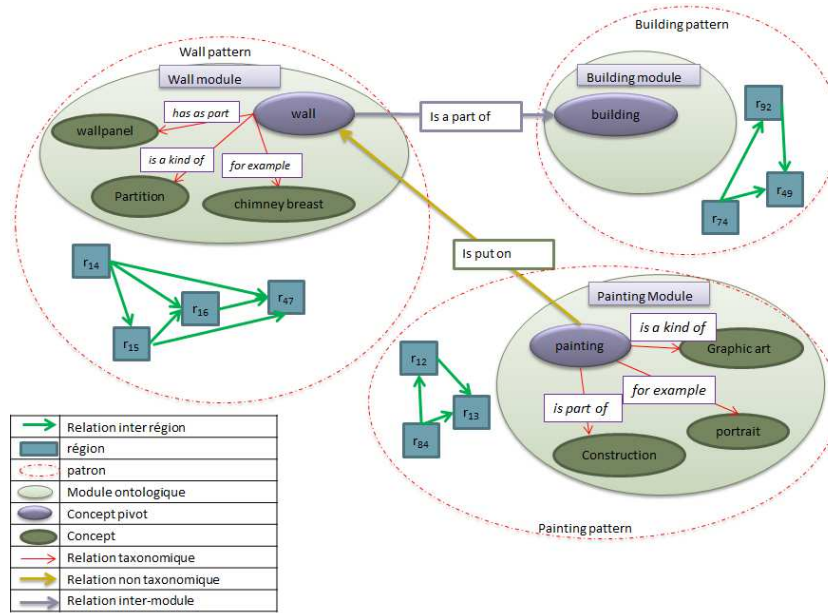 Wall pattern
Wall module
has as part
wall
wallpanel
is a kind of
for example
Partition
chimney breast
Is a part of
Building pattern
Building module
building
r92
r49
r74
Is put on
r14
r16
r47
r15
Painting Module
painting
is a kind of
Graphic art
for example
is part of
portrait
Construction
r12
r13
r84
Painting pattern
Relation inter région
région
patron
Module ontologique
Concept pivot
Concept
Relation taxonomique
Relation non taxonomique
Relation inter-module